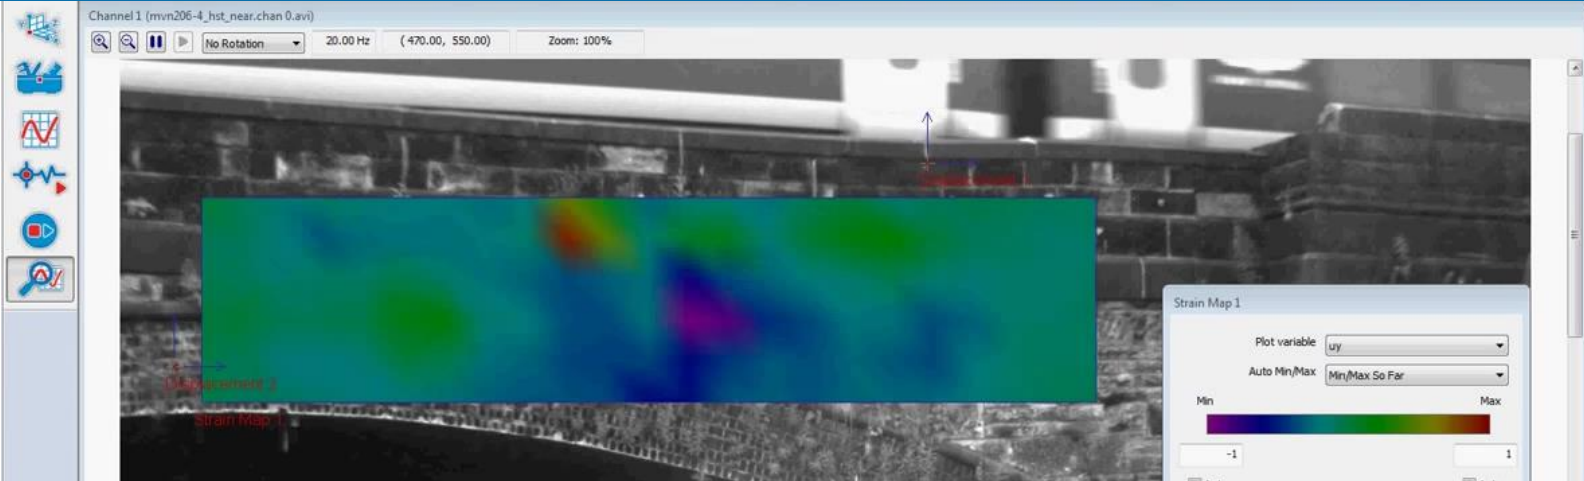 Channel 1 (mvn206-4_hst_near.chan 0.avi)
No Rotation
20.00 Hz
( 470.00, 550.00)
Zoom: 100%
Displacement 1
Strain Map 1
Strain Map 1
Plot variable
uy
Auto Min/Max
Min/Max So Far
Min
Max
-1
1